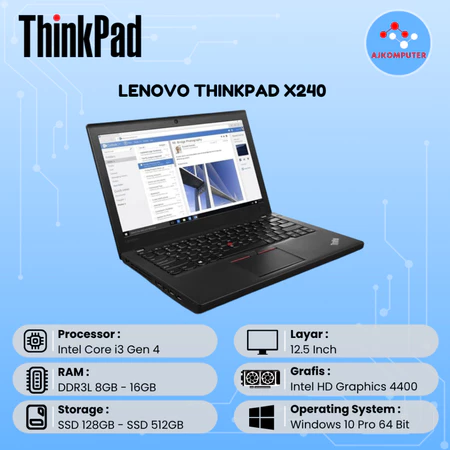 ThinkPad
AJKOMPUTER
LENOVO THINKPAD X240
Processor :
Intel Core i3 Gen 4
Layar :
12.5 Inch
RAM :
DDR3L 8GB - 16GB
Grafis :
Intel HD Graphics 4400
Storage :
SSD 128GB - SSD 512GB
Operating System :
Windows 10 Pro 64 Bit